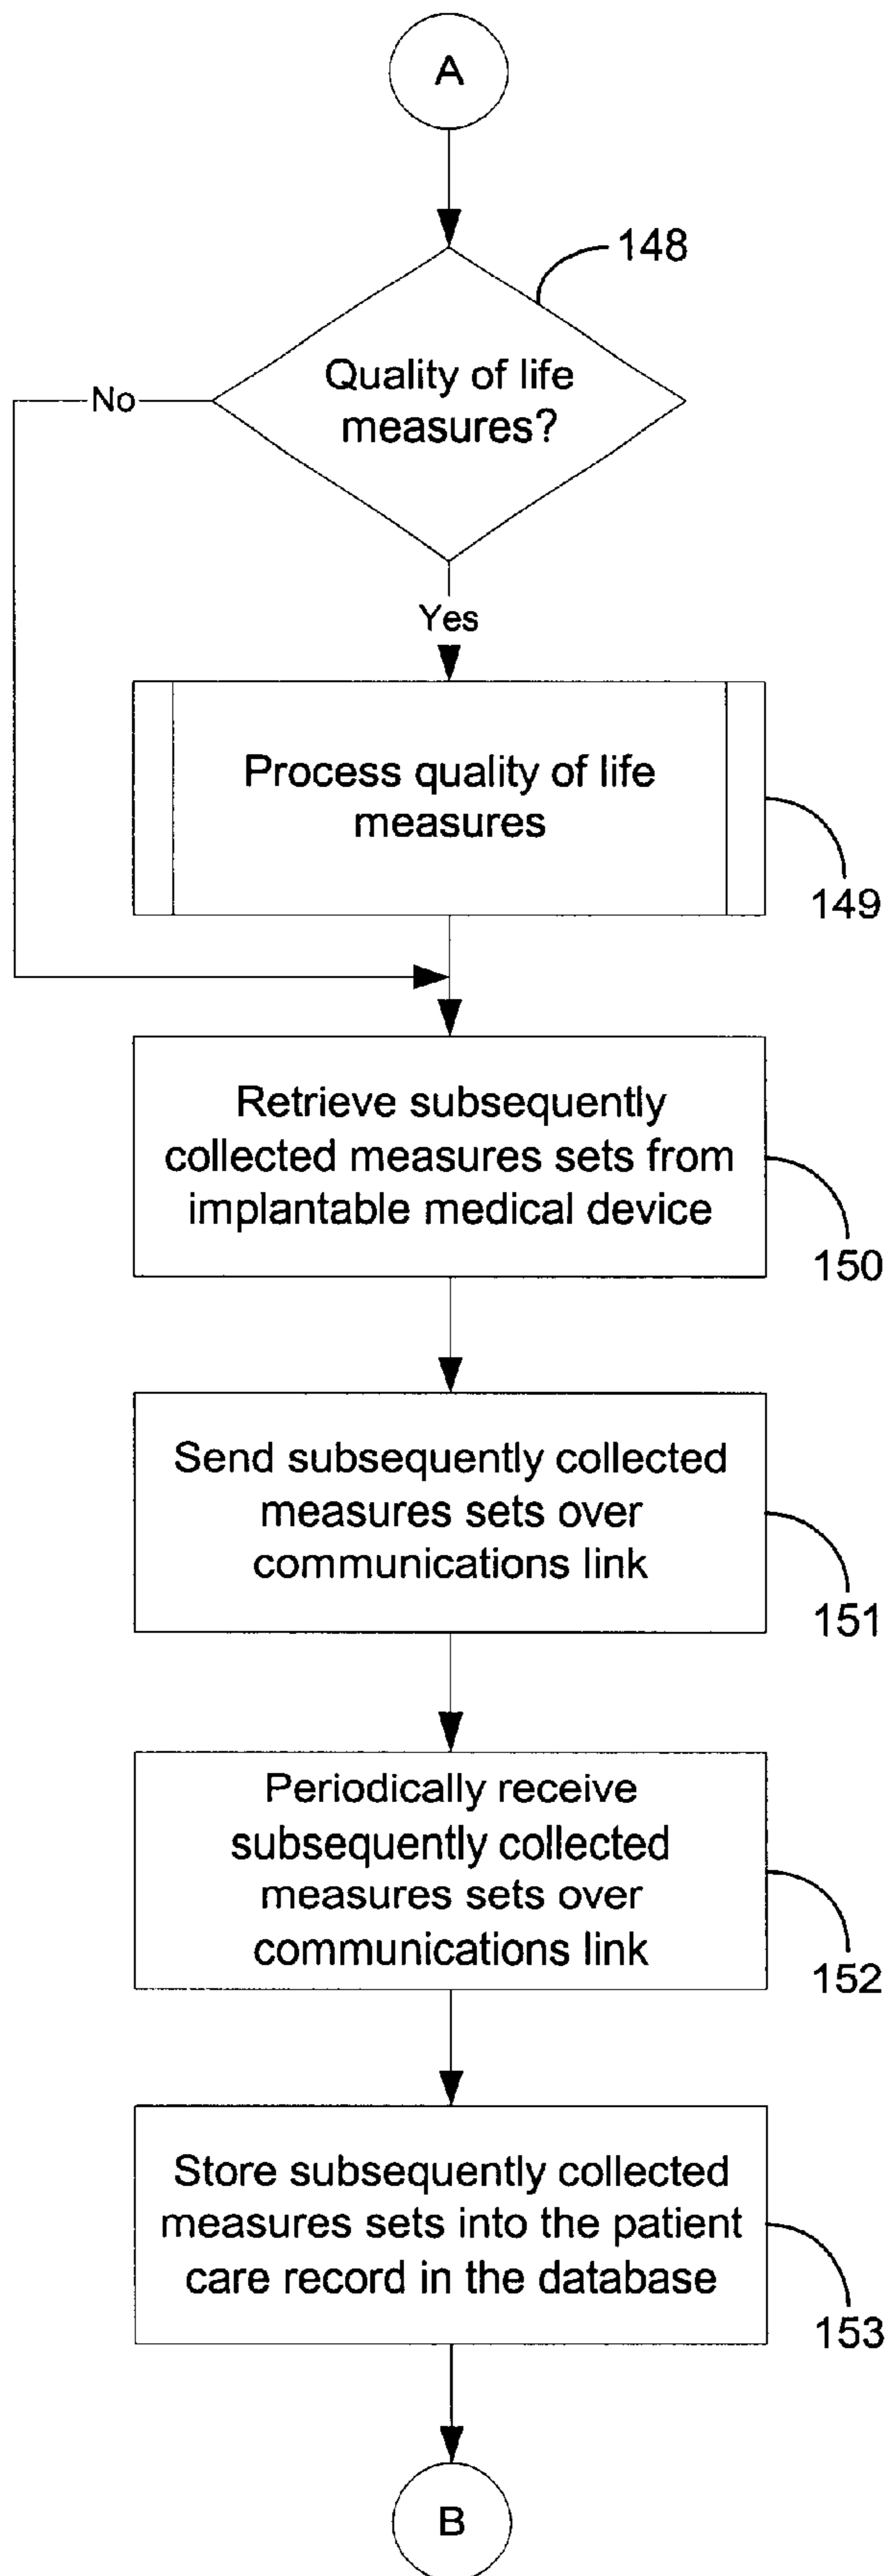 A
148
Quality of life
measures?
No
Yes
Process quality of life
measures
149
Retrieve subsequently
collected measures sets from
implantable medical device
150
Send subsequently collected
measures sets over
communications link
151
Periodically receive
subsequently collected
measures sets over
communications link
152
Store subsequently collected
measures sets into the patient
care record in the database
153
B